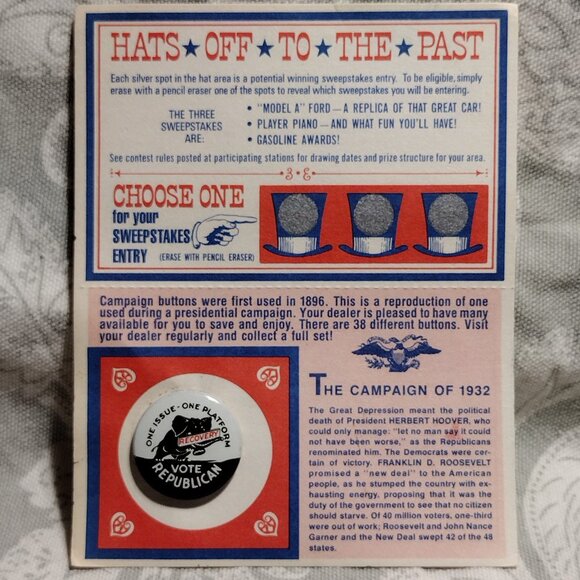 HATS★OFF★TO★THE★PAST
Each silver spot in the hat area is a potential winning sweepstakes entry. To be eligible, simply
erase with a pencil eraser one of the spots to reveal which sweepstakes you will be entering.
THE THREE
SWEEPSTAKES
ARE:
• "MODEL A" FORD — A REPLICA OF THAT GREAT CAR!
• PLAYER PIANO — AND WHAT FUN YOU'LL HAVE!
• GASOLINE AWARDS!
See contest rules posted at participating stations for drawing dates and prize structure for your area.
CHOOSE ONE
for your
SWEEPSTAKES
ENTRY (ERASE WITH PENCIL ERASER)
Campaign buttons were first used in 1896. This is a reproduction of one
used during a presidential campaign. Your dealer is pleased to have many
available for you to save and enjoy. There are 38 different buttons. Visit
your dealer regularly and collect a full set!
ONE ISSUE - ONE PLATFORM
RECOVERY
VOTE
REPUBLICAN
THE CAMPAIGN OF 1932
The Great Depression meant the political
death of President HERBERT HOOVER, who
could only manage: "let no man say it could
not have been worse," as the Republicans
renominated him. The Democrats were cer-
tain of victory. FRANKLIN D. ROOSEVELT
promised a "new deal" to the American
people, as he stumped the country with ex-
hausting energy, proposing that it was the
duty of the government to see that no citizen
should starve. Of 40 million voters, one-third
were out of work; Roosevelt and John Nance
Garner and the New Deal swept 42 of the 48
states.